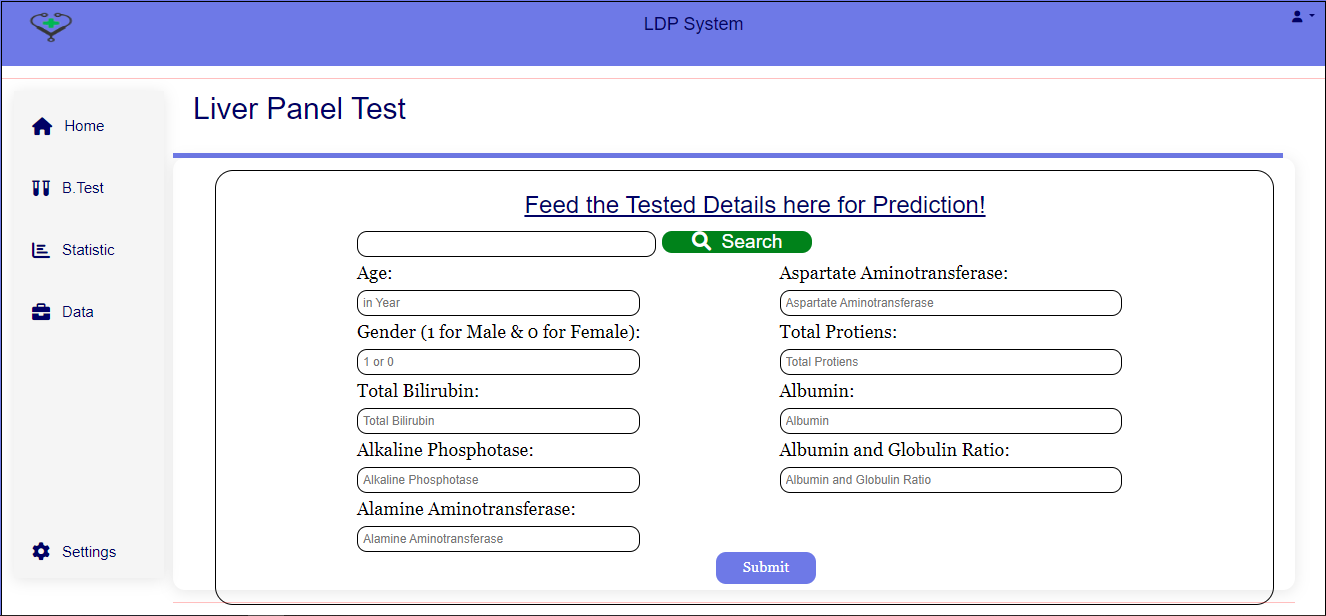 LDP System
Home
B.Test
Statistic
Data
Settings
Liver Panel Test
Feed the Tested Details here for Prediction!
Search
Age:
in Year
Gender (1 for Male & 0 for Female):
1 or 0
Total Bilirubin:
Total Bilirubin
Alkaline Phosphotase:
Alkaline Phosphotase
Alamine Aminotransferase:
Alamine Aminotransferase
Aspartate Aminotransferase:
Aspartate Aminotransferase
Total Protiens:
Total Protiens
Albumin:
Albumin
Albumin and Globulin Ratio:
Albumin and Globulin Ratio
Submit